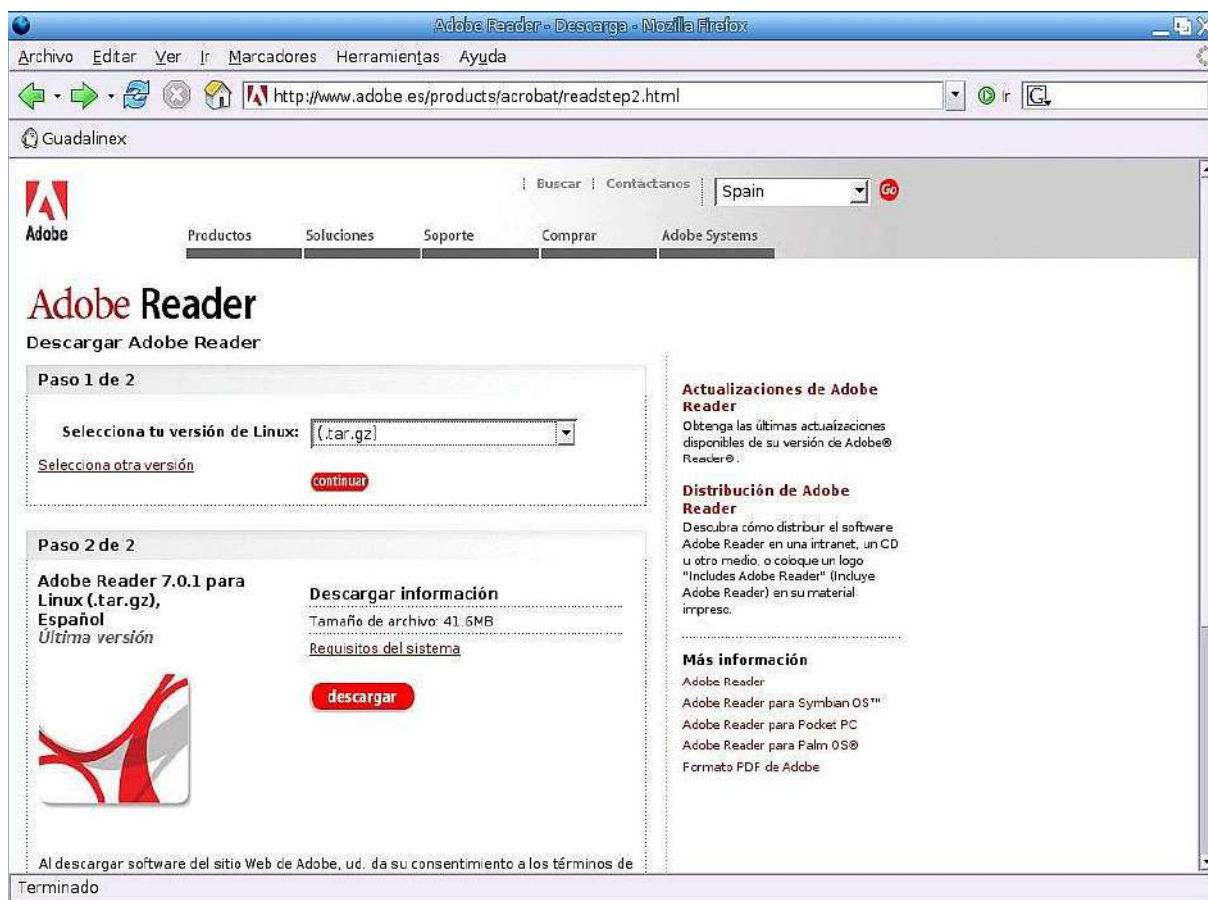 Adobe Reader - Descarga - Mozilla Firefox
Archivo Editar Ver Ir Marcadores Herramientas Ayuda
http://www.adobe.es/products/acrobat/readstep2.html
Ir
G
Guadalinex
Buscar Contáctanos
Spain
Go
Adobe
Productos Soluciones Soporte Comprar Adobe Systems
Adobe Reader
Descargar Adobe Reader
Paso 1 de 2
Selecciona tu versión de Linux: (.tar.gz)
Selecciona otra versión
continuar
Paso 2 de 2
Adobe Reader 7.0.1 para
Linux (.tar.gz),
Español
Última versión
Descargar información
Tamaño de archivo: 41.6MB
Requisitos del sistema
descargar
Al descargar software del sitio Web de Adobe, ud. da su consentimiento a los términos de
Actualizaciones de Adobe
Reader
Obtenga las últimas actualizaciones
disponibles de su versión de Adobe®
Reader®.
Distribución de Adobe
Reader
Descubra cómo distribuir el software
Adobe Reader en una intranet, un CD
u otro medio, o coloque un logo
"Includes Adobe Reader" (Incluye
Adobe Reader) en su material
impreso.
Más información
Adobe Reader
Adobe Reader para Symbian OS™
Adobe Reader para Pocket PC
Adobe Reader para Palm OS®
Formato PDF de Adobe
Terminado